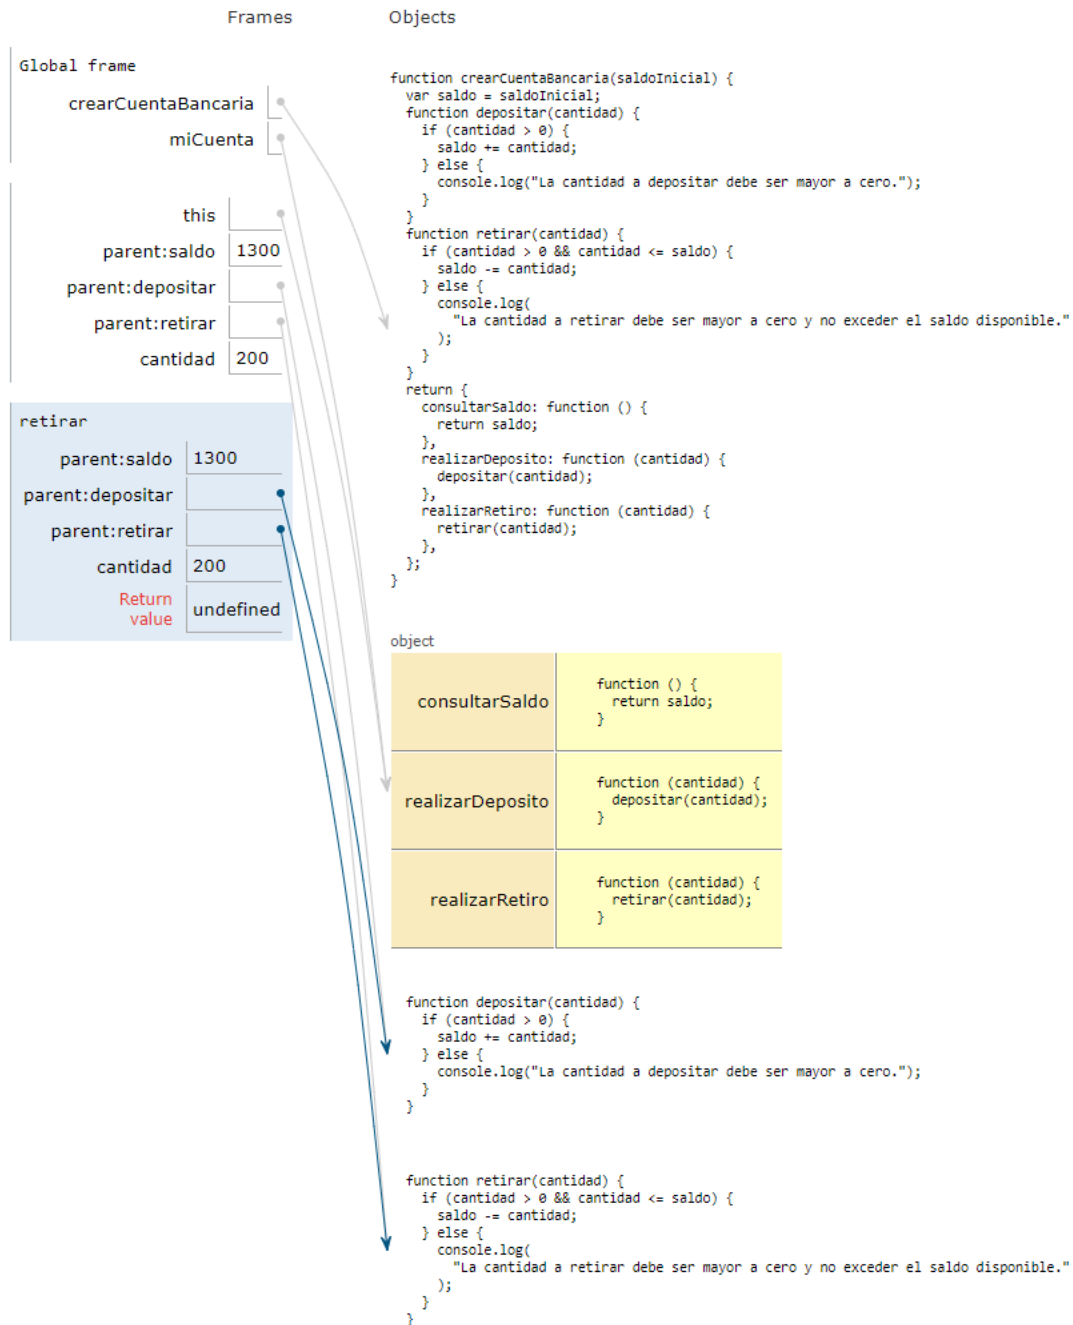 Frames Objects
Global frame
crearCuentaBancaria
miCuenta
this
parent:saldo 1300
parent:depositar
parent:retirar
cantidad 200
retirar
parent:saldo 1300
parent:depositar
parent:retirar
cantidad 200
Return
value undefined
function crearCuentaBancaria(saldoInicial) {
  var saldo = saldoInicial;
  function depositar(cantidad) {
    if (cantidad > 0) {
      saldo += cantidad;
    } else {
      console.log("La cantidad a depositar debe ser mayor a cero.");
    }
  }
  function retirar(cantidad) {
    if (cantidad > 0 && cantidad <= saldo) {
      saldo -= cantidad;
    } else {
      console.log(
        "La cantidad a retirar debe ser mayor a cero y no exceder el saldo disponible."
      );
    }
  }
  return {
    consultarSaldo: function () {
      return saldo;
    },
    realizarDeposito: function (cantidad) {
      depositar(cantidad);
    },
    realizarRetiro: function (cantidad) {
      retirar(cantidad);
    },
  };
}
object
consultarSaldo
function () {
  return saldo;
}
realizarDeposito
function (cantidad) {
  depositar(cantidad);
}
realizarRetiro
function (cantidad) {
  retirar(cantidad);
}
function depositar(cantidad) {
    if (cantidad > 0) {
      saldo += cantidad;
    } else {
      console.log("La cantidad a depositar debe ser mayor a cero.");
    }
  }
function retirar(cantidad) {
    if (cantidad > 0 && cantidad <= saldo) {
      saldo -= cantidad;
    } else {
      console.log(
        "La cantidad a retirar debe ser mayor a cero y no exceder el saldo disponible."
      );
    }
  }